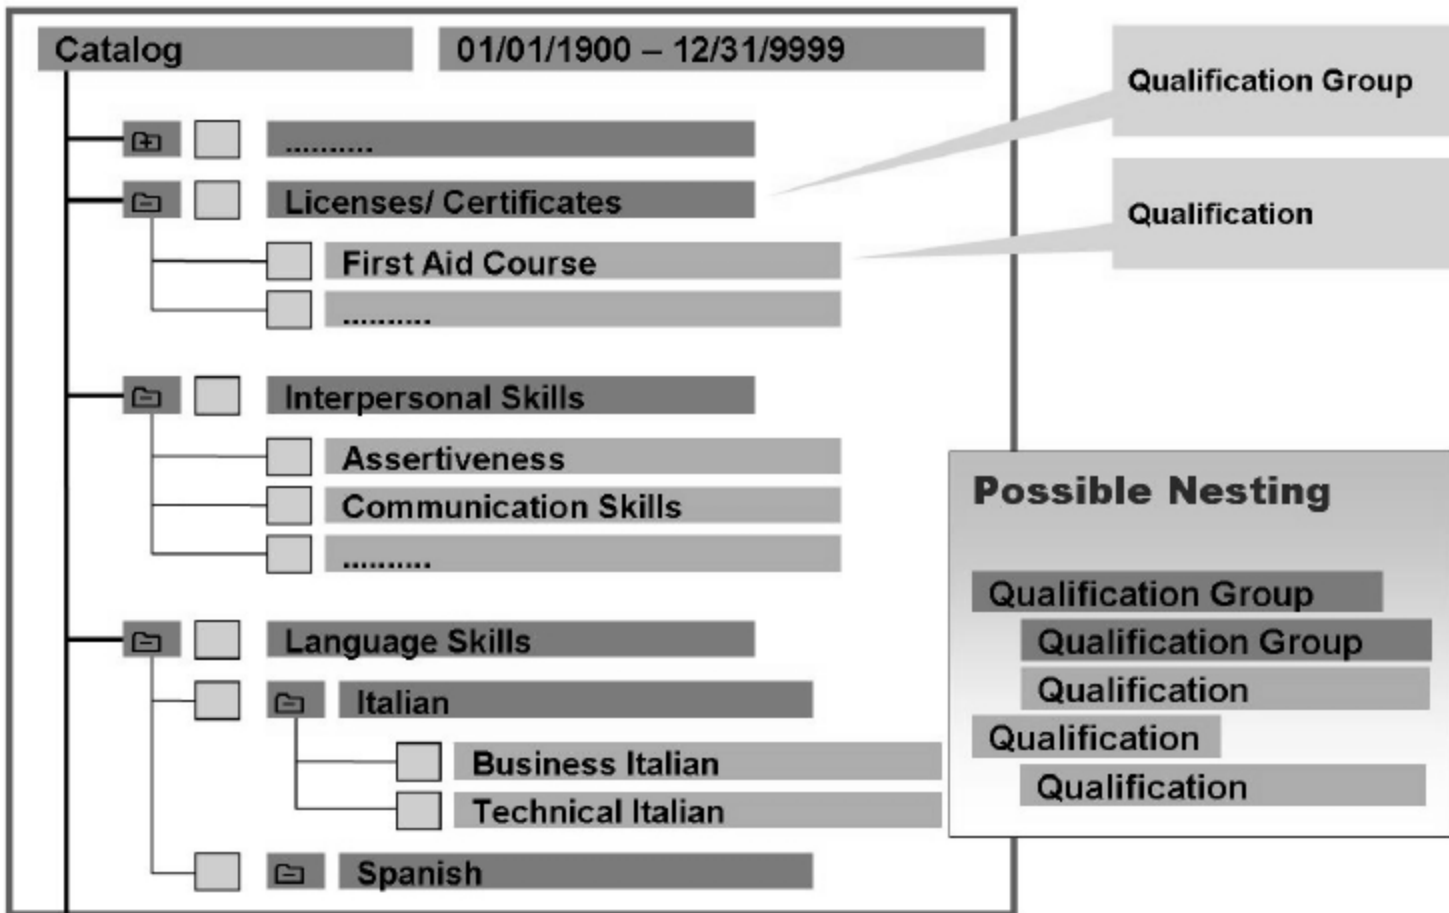 Catalog 01/01/1900 – 12/31/9999
..........
Licenses/ Certificates
First Aid Course
..........
Interpersonal Skills
Assertiveness
Communication Skills
..........
Language Skills
Italian
Business Italian
Technical Italian
Spanish
Qualification Group
Qualification
Possible Nesting
Qualification Group
Qualification Group
Qualification
Qualification
Qualification